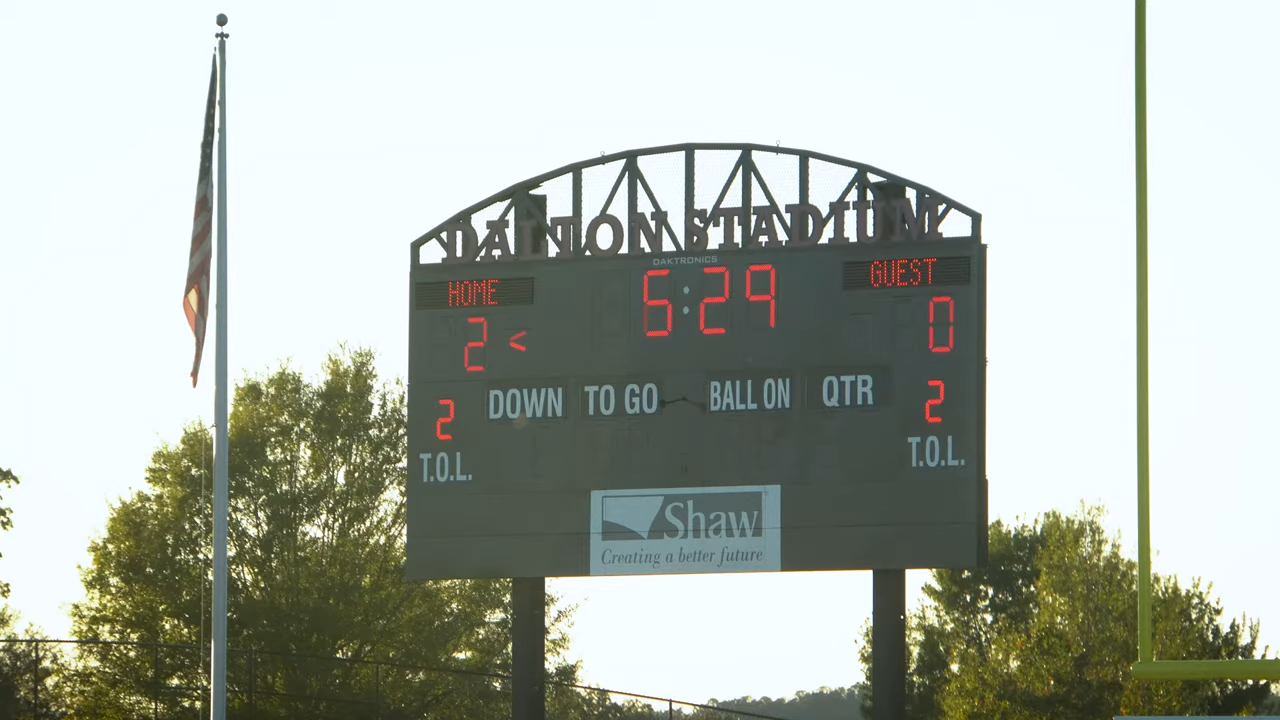 DALTON STADIUM
DAKTRONICS
HOME 5:29 GUEST
2 < 0
DOWN TO GO BALL ON QTR
2 2
T.O.L. T.O.L.
Shaw
Creating a better future